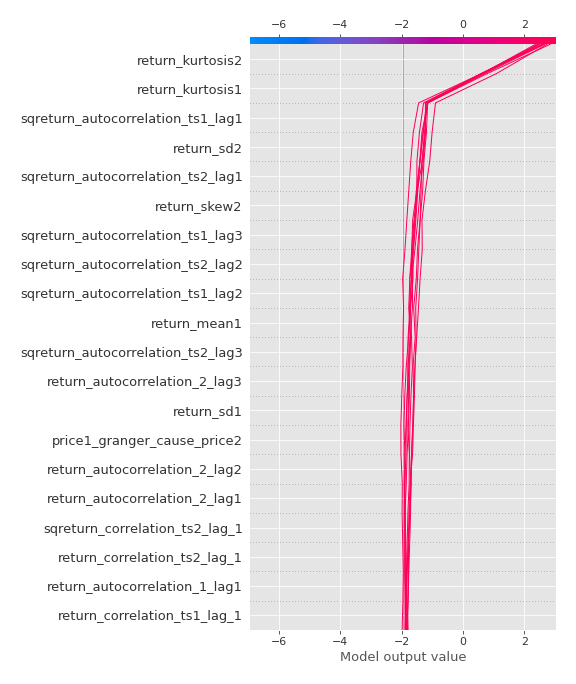 −6 −4 −2 0 2
return_kurtosis2
return_kurtosis1
sqreturn_autocorrelation_ts1_lag1
return_sd2
sqreturn_autocorrelation_ts2_lag1
return_skew2
sqreturn_autocorrelation_ts1_lag3
sqreturn_autocorrelation_ts2_lag2
sqreturn_autocorrelation_ts1_lag2
return_mean1
sqreturn_autocorrelation_ts2_lag3
return_autocorrelation_2_lag3
return_sd1
price1_granger_cause_price2
return_autocorrelation_2_lag2
return_autocorrelation_2_lag1
sqreturn_correlation_ts2_lag_1
return_correlation_ts2_lag_1
return_autocorrelation_1_lag1
return_correlation_ts1_lag_1
−6 −4 −2 0 2
Model output value